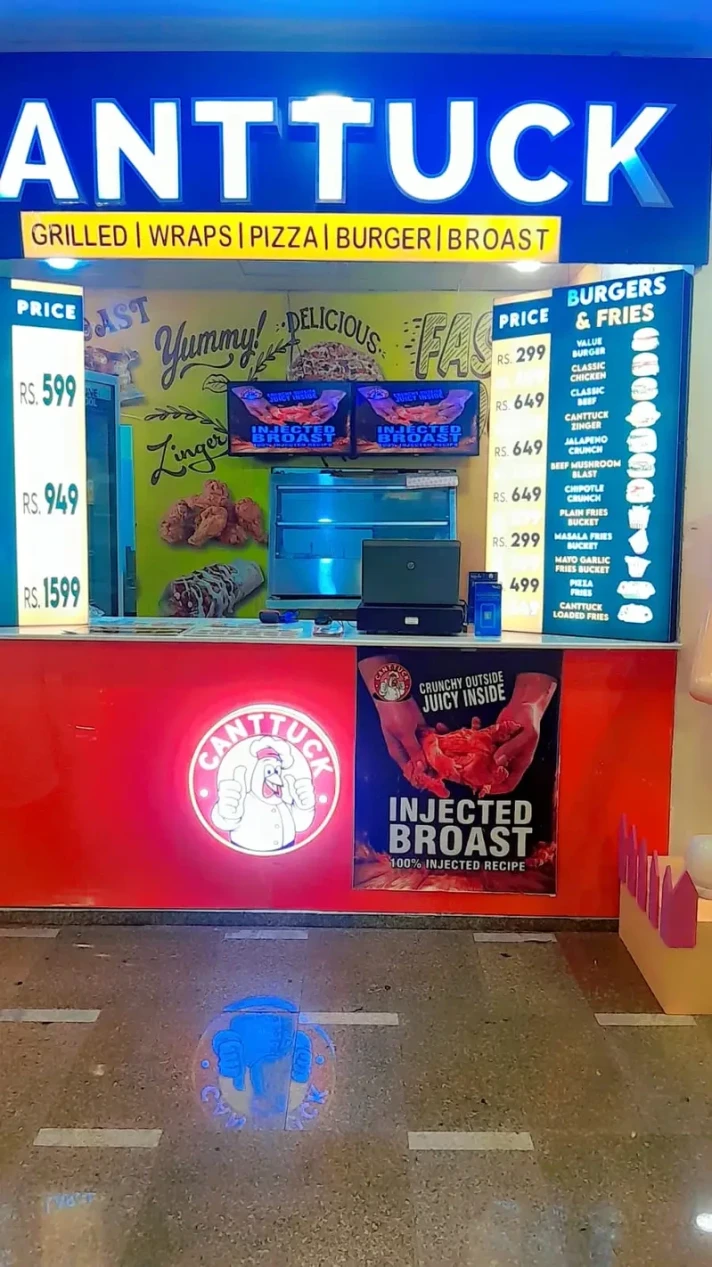 ANTTUCK
GRILLED | WRAPS | PIZZA | BURGER | BROAST
PRICE
RS. 599
RS. 949
RS. 1599
Yummy!
DELICIOUS
FAS
Zinger
INJECTED
BROAST
INJECTED
BROAST
PRICE
RS. 299
RS. 649
RS. 649
RS. 649
RS. 299
499
BURGERS
& FRIES
VALUE
BURGER
CLASSIC
CHICKEN
CLASSIC
BEEF
CANTTUCK
ZINGER
JALAPENO
CRUNCH
BEEF MUSHROOM
BLAST
CHIPOTLE
CRUNCH
PLAIN FRIES
BUCKET
MASALA FRIES
BUCKET
MAYO GARLIC
FRIES BUCKET
PIZZA
FRIES
CANTTUCK
LOADED FRIES
CANTTUCK
CANTTUCK
CRUNCHY OUTSIDE
JUICY INSIDE
INJECTED
BROAST
100% INJECTED RECIPE